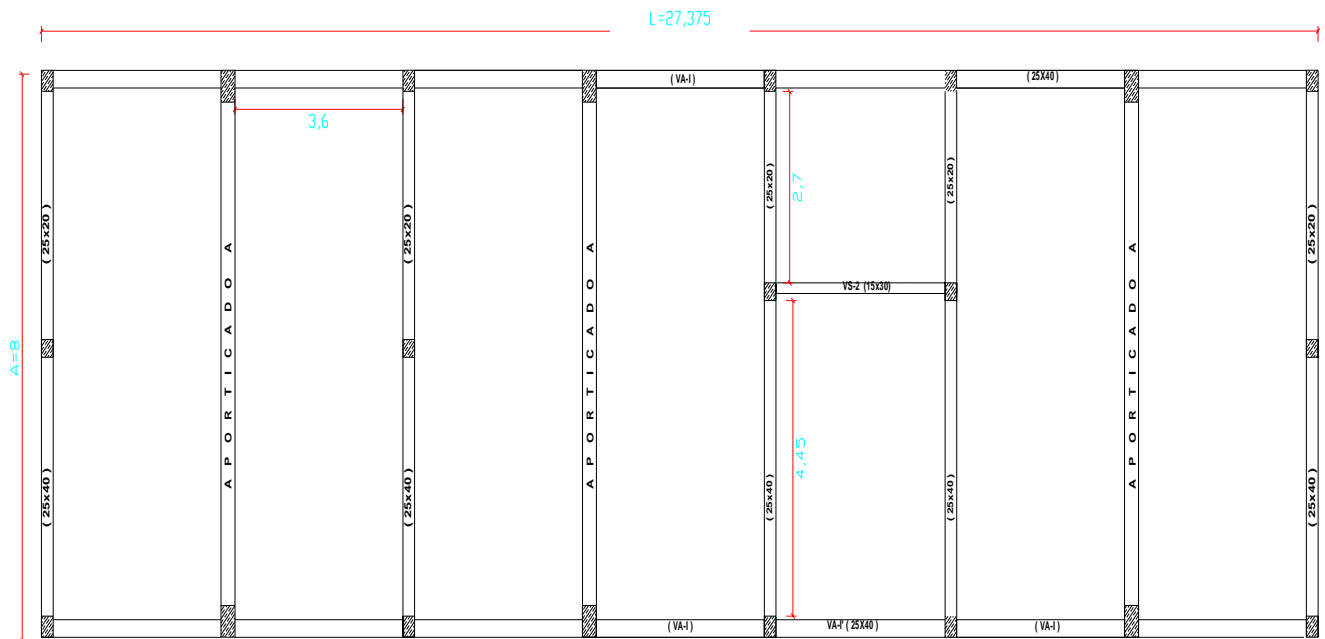 L=27,375
( VA-I )
(25X40)
3,6
2,7
(25x20)
(25x20)
(25x20)
(25x20)
(25x20)
A P O R T I C A D O A
A P O R T I C A D O A
A P O R T I C A D O A
VS-2 (15x30)
A=8
4,45
(25x40)
(25x40)
(25x40)
(25x40)
(25x40)
( VA-I )
VA-I' ( 25X40 )
( VA-I )